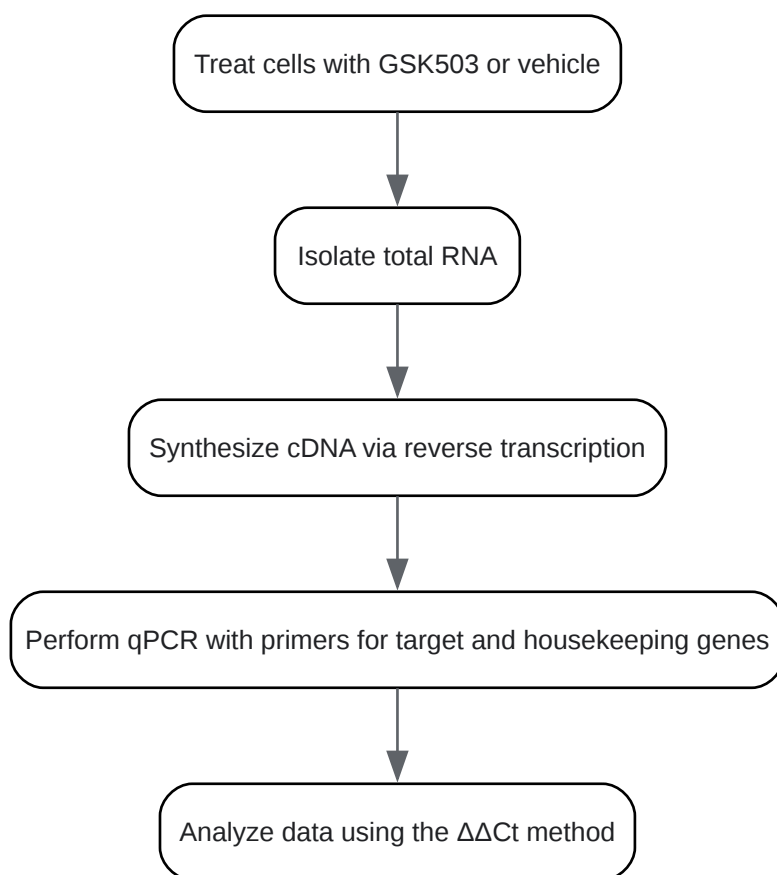 Treat cells with GSK503 or vehicle
Isolate total RNA
Synthesize cDNA via reverse transcription
Perform qPCR with primers for target and housekeeping genes
Analyze data using the ΔΔCt method